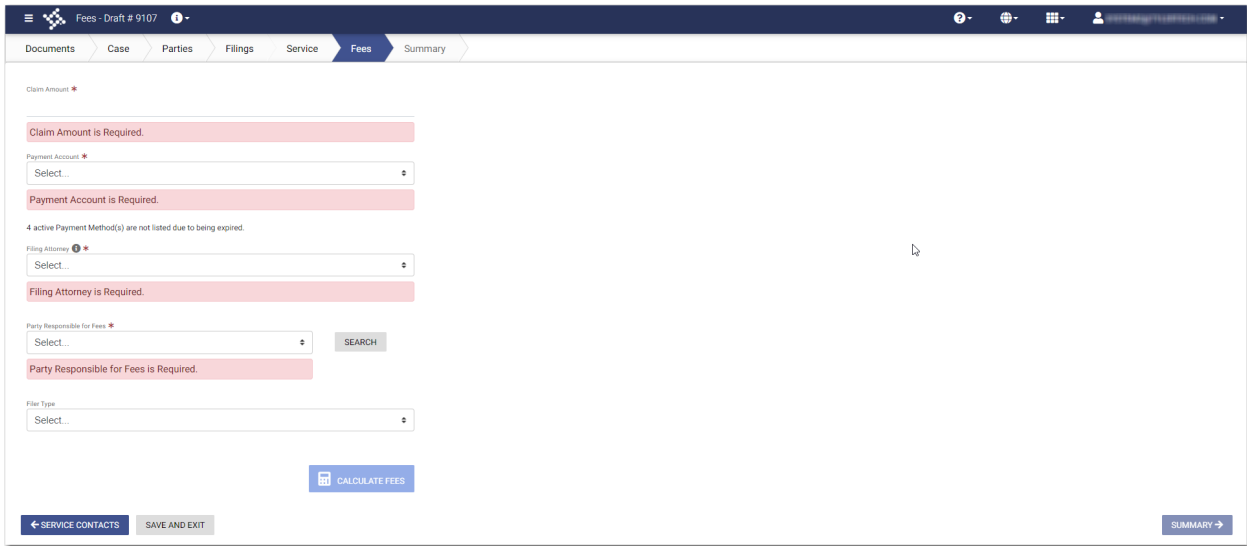 Fees - Draft # 9107
Documents Case Parties Filings Service Fees Summary
Claim Amount *
Claim Amount is Required.
Payment Account *
Select...
Payment Account is Required.
4 active Payment Method(s) are not listed due to being expired.
Filing Attorney *
Select...
Filing Attorney is Required.
Party Responsible for Fees *
Select... SEARCH
Party Responsible for Fees is Required.
Filer Type
Select...
CALCULATE FEES
SERVICE CONTACTS SAVE AND EXIT SUMMARY